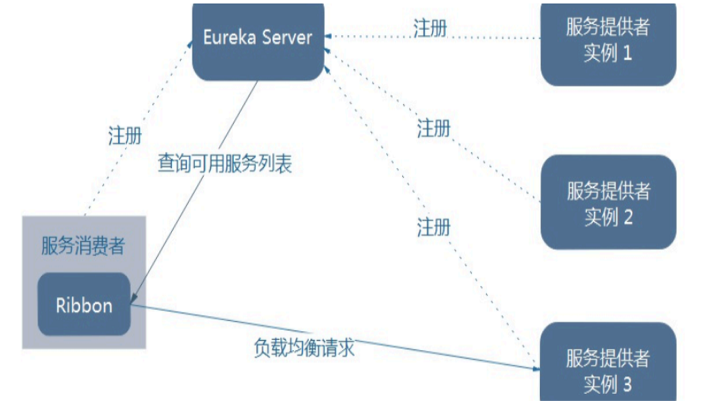 Eureka Server
注册
服务提供者
实例 1
注册
注册
查询可用服务列表
服务提供者
实例 2
注册
服务消费者
Ribbon
负载均衡请求
服务提供者
实例 3